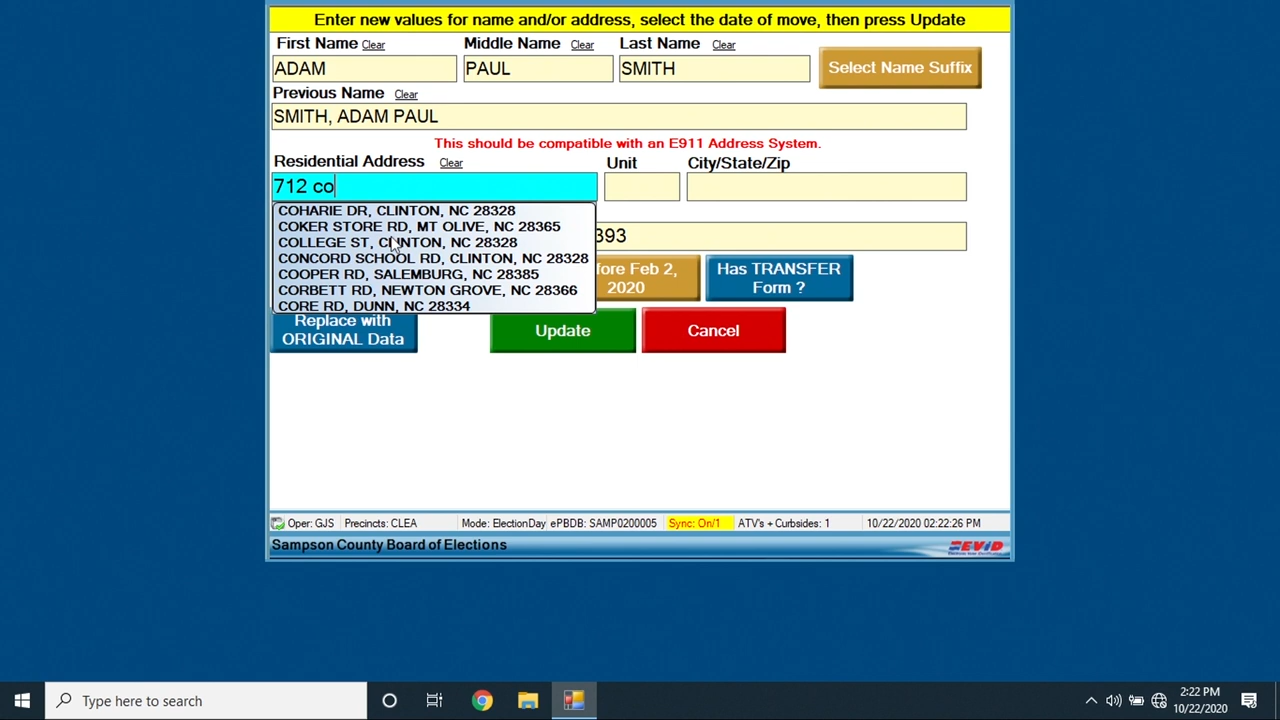 Enter new values for name and/or address, select the date of move, then press Update
First Name Clear Middle Name Clear Last Name Clear
ADAM PAUL SMITH Select Name Suffix
Previous Name Clear
SMITH, ADAM PAUL
This should be compatible with an E911 Address System.
Residential Address Clear Unit City/State/Zip
712 co
COHARIE DR, CLINTON, NC 28328
COKER STORE RD, MT OLIVE, NC 28365
COLLEGE ST, CLINTON, NC 28328
393
CONCORD SCHOOL RD, CLINTON, NC 28328
COOPER RD, SALEMBURG, NC 28385
CORBETT RD, NEWTON GROVE, NC 28366
CORE RD, DUNN, NC 28334
fore Feb 2,
2020
Has TRANSFER
Form ?
Replace with
ORIGINAL Data
Update Cancel
Oper: GJS Precincts: CLEA Mode: ElectionDay ePBDB: SAMP0200005 Sync: On/1 ATV's + Curbsides: 1 10/22/2020 02:22:26 PM
Sampson County Board of Elections EViD
Type here to search
2:22 PM
10/22/2020